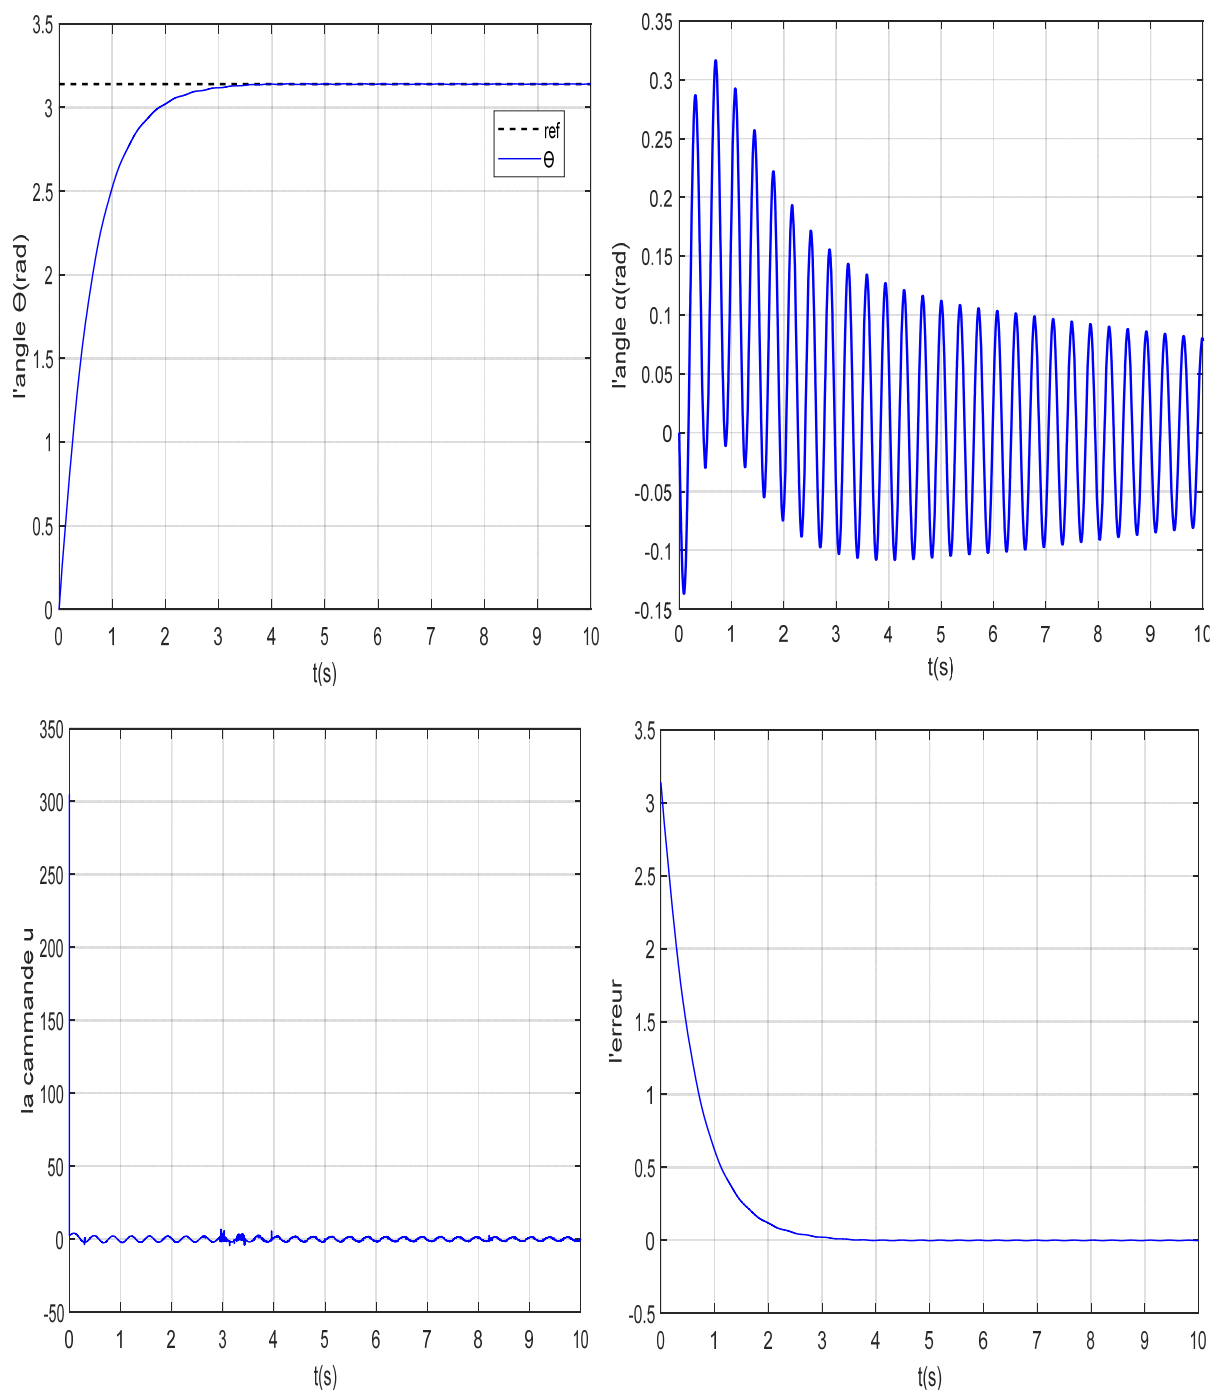 3.5
3
2.5
2
1.5
1
0.5
0
l'angle Θ(rad)
ref
Θ
0 1 2 3 4 5 6 7 8 9 10
t(s)
0.35
0.3
0.25
0.2
0.15
0.1
0.05
0
-0.05
-0.1
-0.15
l'angle α(rad)
0 1 2 3 4 5 6 7 8 9 10
t(s)
350
300
250
200
150
100
50
0
-50
la cammande u
0 1 2 3 4 5 6 7 8 9 10
t(s)
3.5
3
2.5
2
1.5
1
0.5
0
-0.5
l'erreur
0 1 2 3 4 5 6 7 8 9 10
t(s)